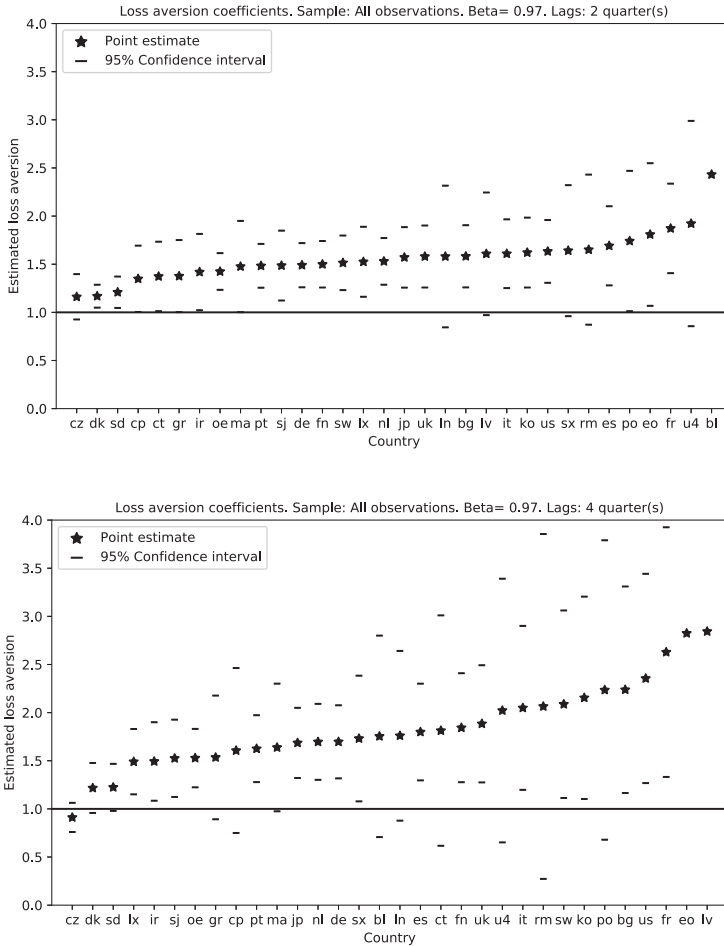 Loss aversion coefficients. Sample: All observations. Beta= 0.97. Lags: 2 quarter(s)
4.0
Point estimate
95% Confidence interval
3.5
3.0
2.5
2.0
1.5
1.0
0.5
0.0
Estimated loss aversion
cz dk sd cp ct gr ir oe ma pt sj de fn sw lx nl jp uk ln bg lv it ko us sx rm es po eo fr u4 bl
Country
Loss aversion coefficients. Sample: All observations. Beta= 0.97. Lags: 4 quarter(s)
4.0
Point estimate
95% Confidence interval
3.5
3.0
2.5
2.0
1.5
1.0
0.5
0.0
Estimated loss aversion
cz dk sd lx ir sj oe gr cp pt ma jp nl de sx bl ln es ct fn uk u4 it rm sw ko po bg us fr eo lv
Country